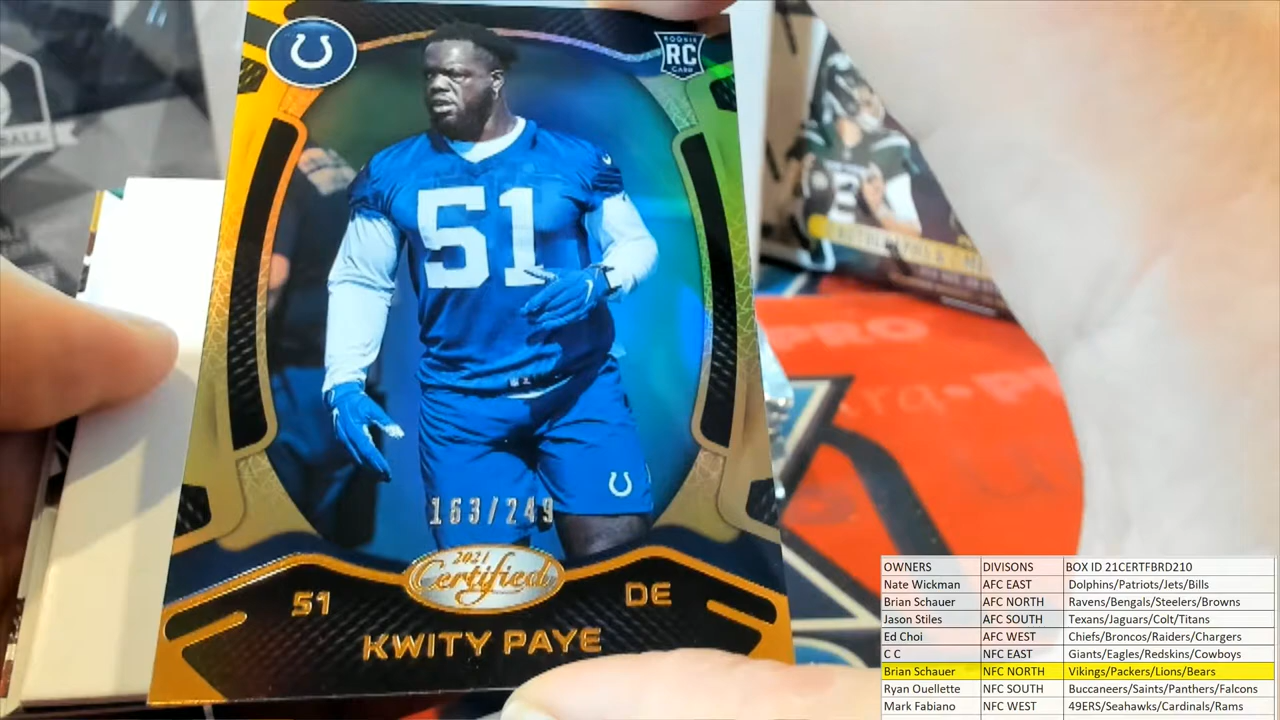 ROOKIE
RC
CARD
51
163/249
2021
Certified
51
DE
KWITY PAYE
PRO
OWNERS DIVISONS BOX ID 21CERTFBRD210
Nate Wickman AFC EAST Dolphins/Patriots/Jets/Bills
Brian Schauer AFC NORTH Ravens/Bengals/Steelers/Browns
Jason Stiles AFC SOUTH Texans/Jaguars/Colt/Titans
Ed Choi AFC WEST Chiefs/Broncos/Raiders/Chargers
C C NFC EAST Giants/Eagles/Redskins/Cowboys
Brian Schauer NFC NORTH Vikings/Packers/Lions/Bears
Ryan Ouellette NFC SOUTH Buccaneers/Saints/Panthers/Falcons
Mark Fabiano NFC WEST 49ERS/Seahawks/Cardinals/Rams